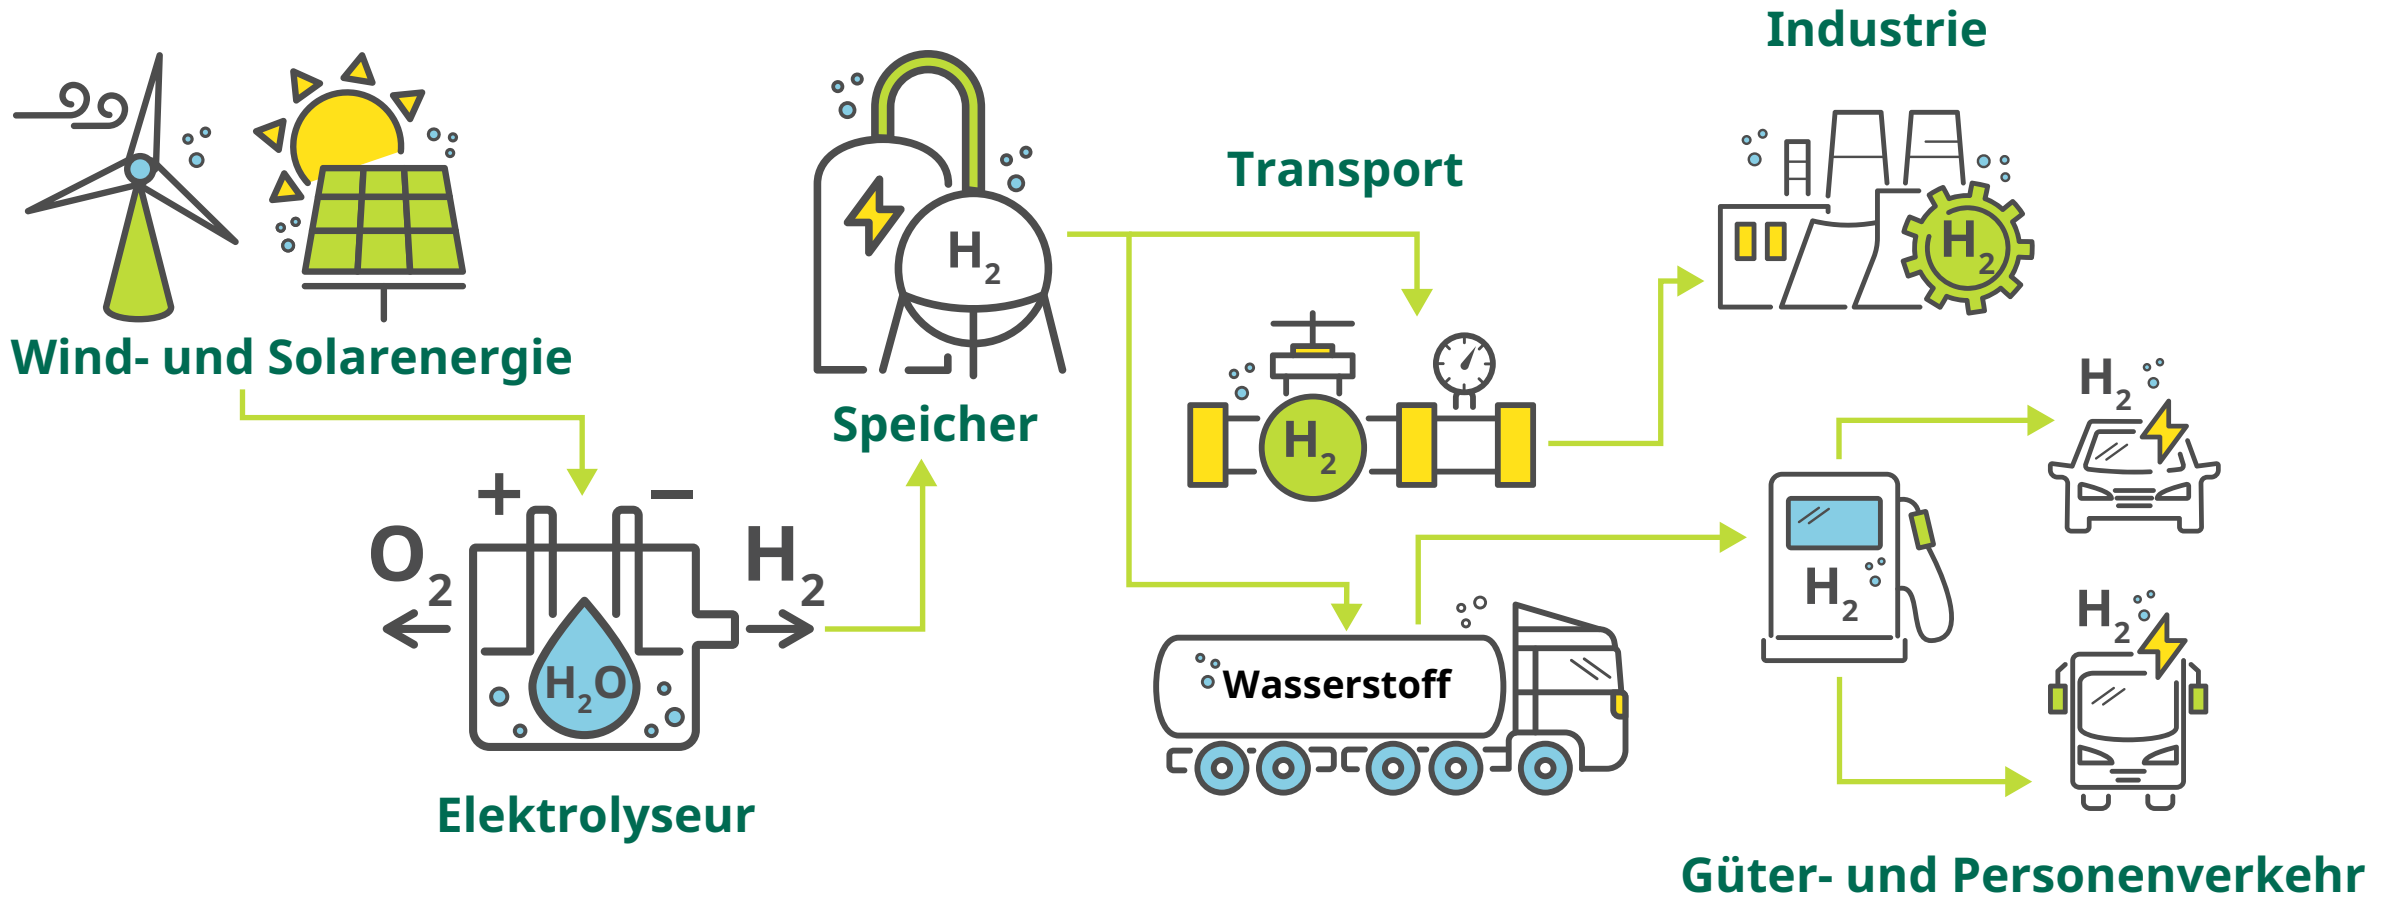 Wind- und Solarenergie
+
−
O₂
H₂
H₂O
Elektrolyseur
H₂
Speicher
Transport
H₂
Wasserstoff
Industrie
H₂
H₂
H₂
H₂
Güter- und Personenverkehr